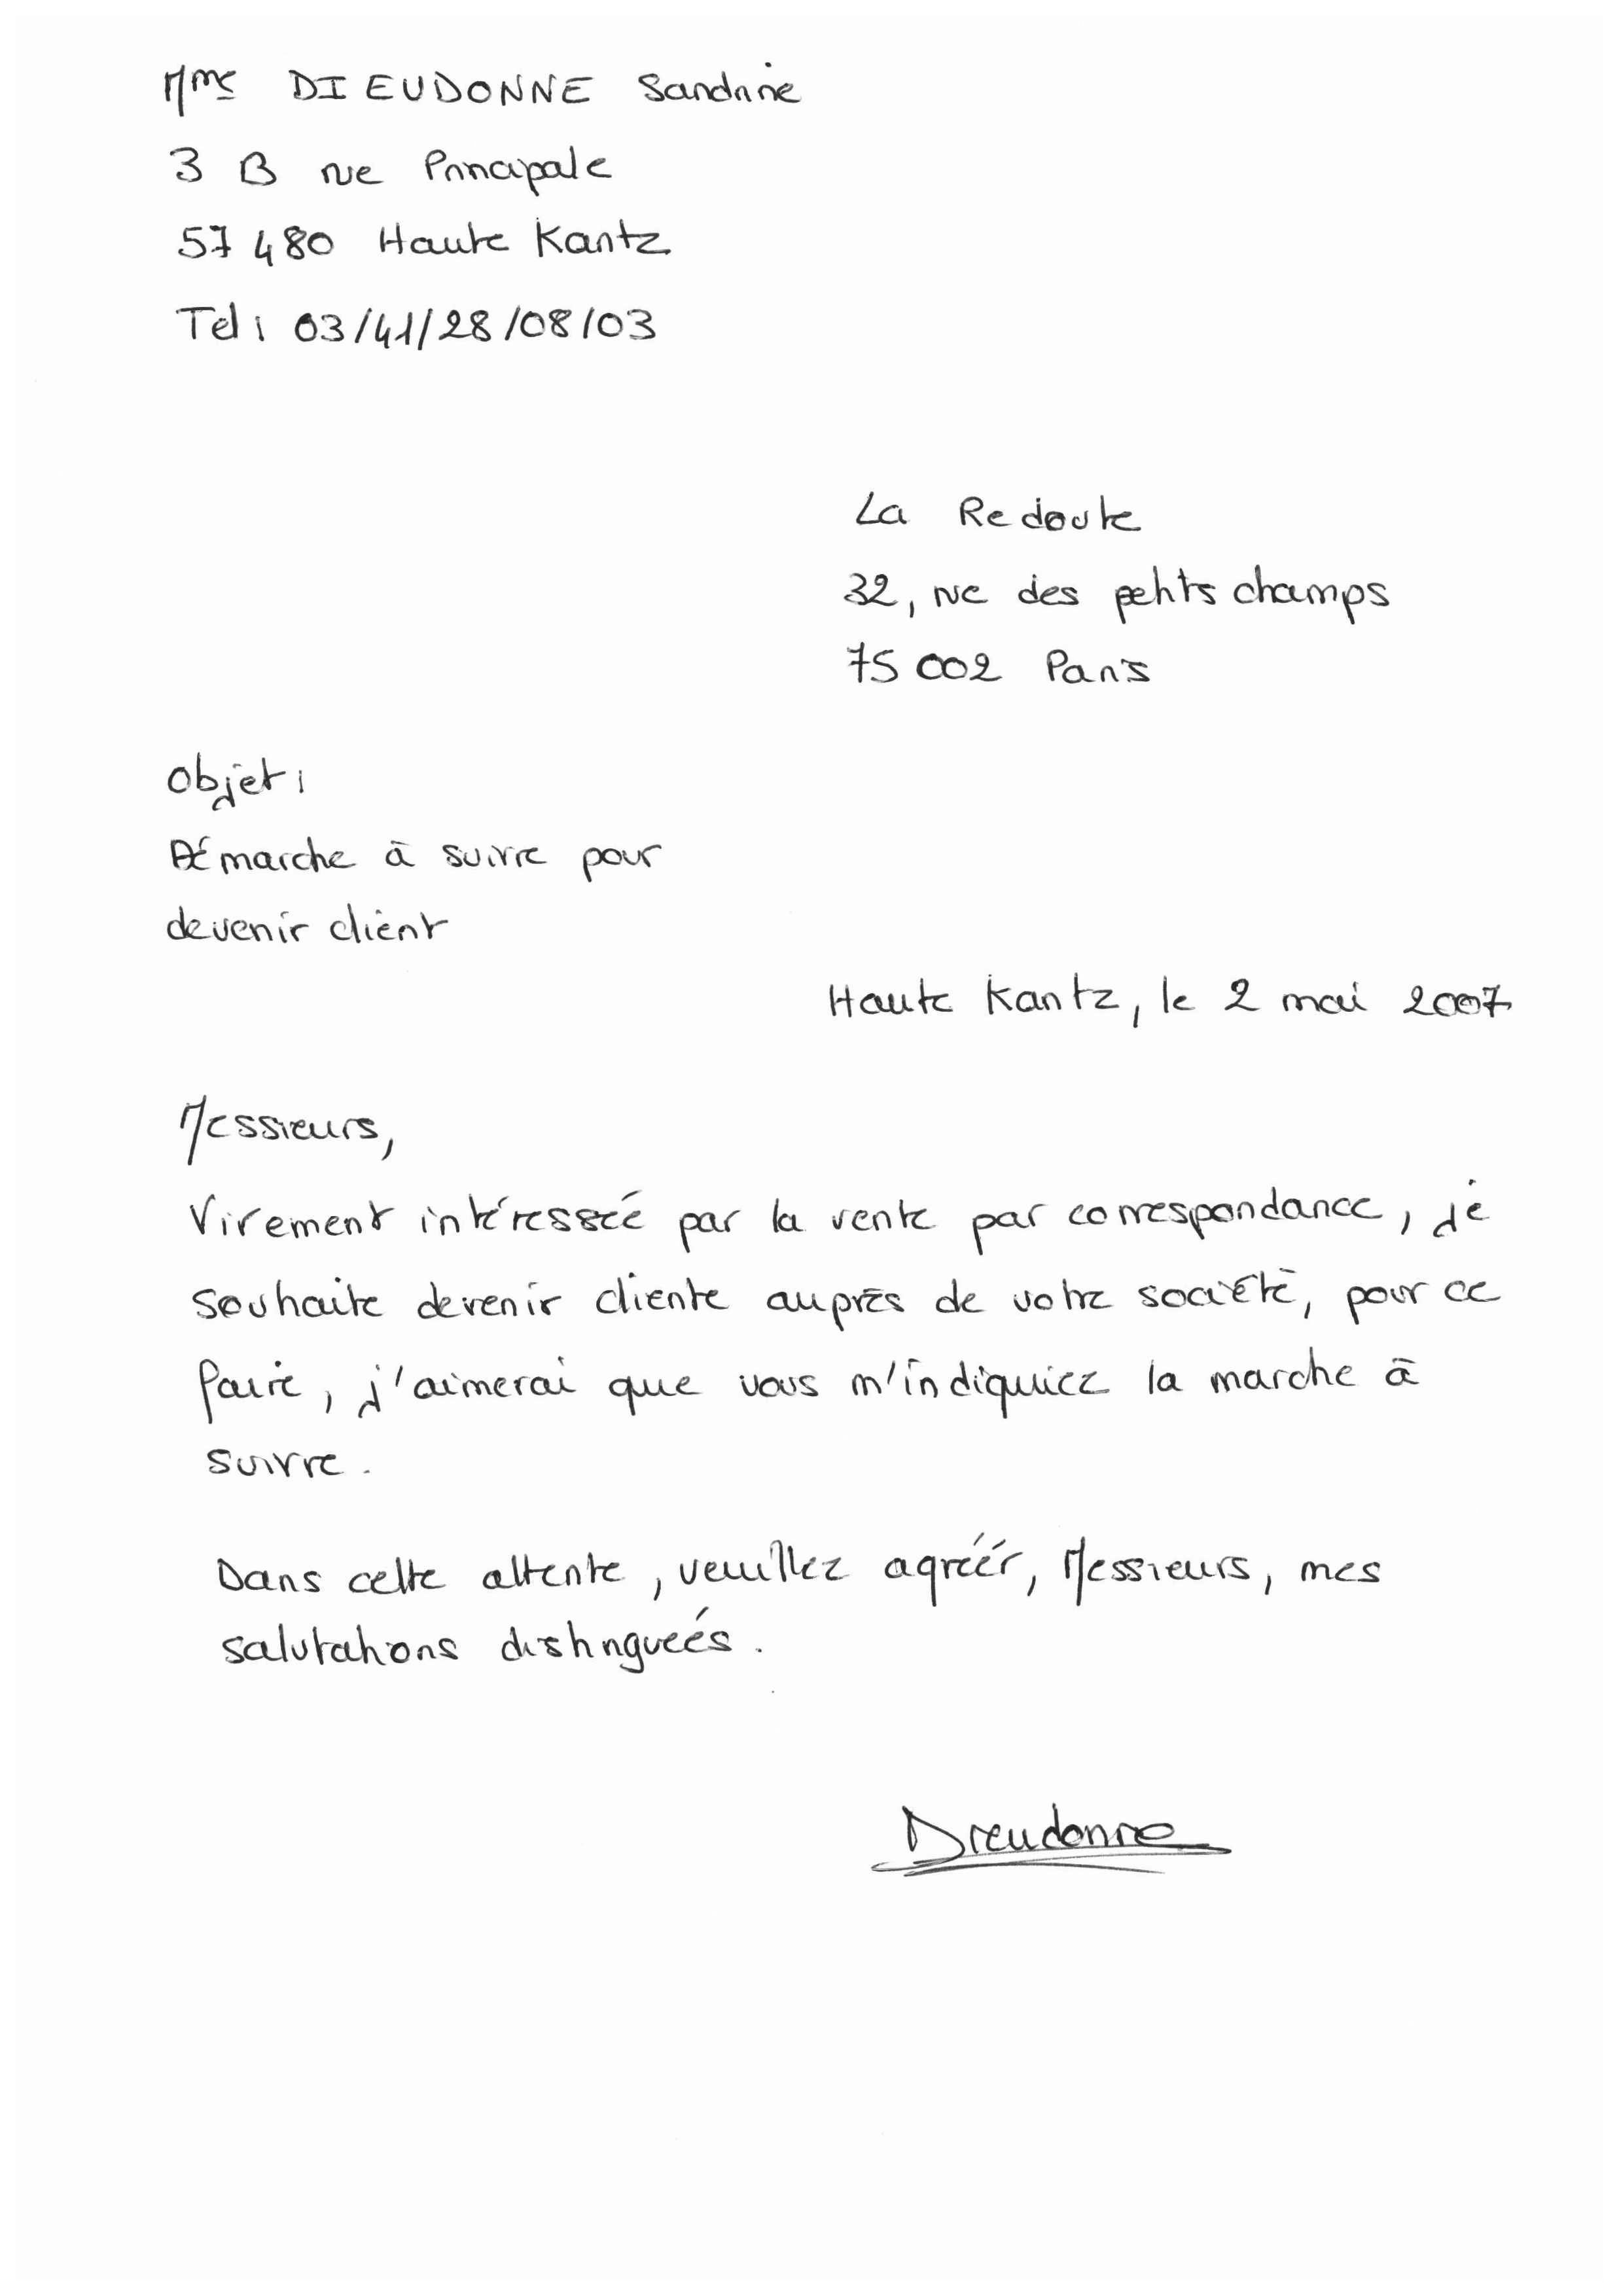 Mme DIEUDONNE Sandrine
3 B rue Principale
57 480 Haute Kantz
Tel : 03/41/28/08/03
La Redoute
32, rue des petits champs
75 002 Paris
Objet :
Démarche à suivre pour
devenir client
Haute Kantz, le 2 mai 2007
Messieurs,
Virement intéressée par la vente par correspondance, je
souhaite devenir cliente auprès de votre société, pour ce
faire, j'aimerai que vous m'indiquiez la marche à
suivre.
Dans cette attente, veuillez agréér, Messieurs, mes
salutations distinguées.
Dieudonne